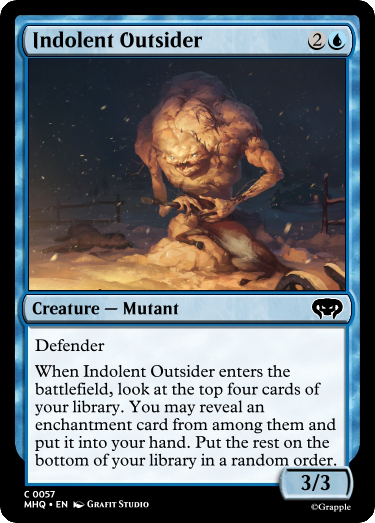 Indolent Outsider 2
Creature — Mutant
Defender
When Indolent Outsider enters the
battlefield, look at the top four cards of
your library. You may reveal an
enchantment card from among them and
put it into your hand. Put the rest on the
bottom of your library in a random order.
3/3
C 0057
MHQ • EN Grafit Studio
©Grapple